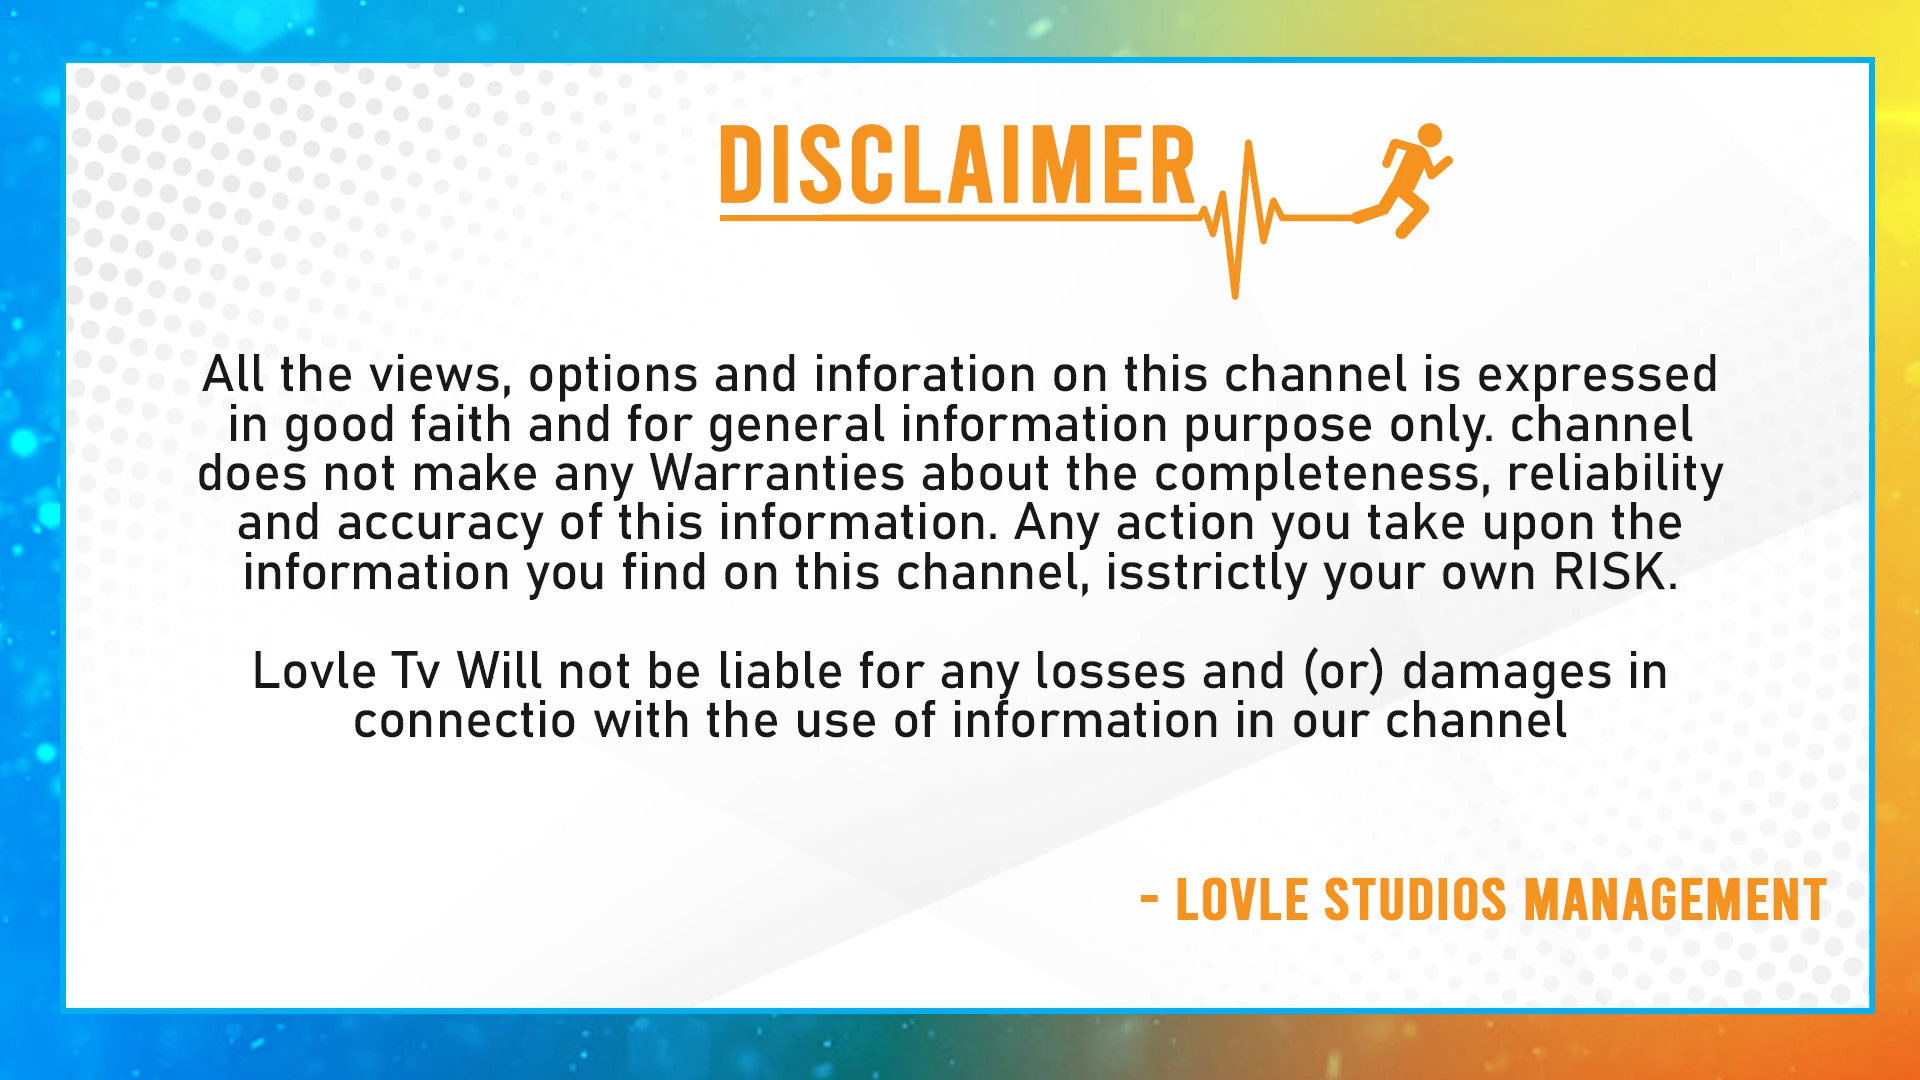 DISCLAIMER
All the views, options and inforation on this channel is expressed
in good faith and for general information purpose only. channel
does not make any Warranties about the completeness, reliability
and accuracy of this information. Any action you take upon the
information you find on this channel, isstrictly your own RISK.
Lovle Tv Will not be liable for any losses and (or) damages in
connectio with the use of information in our channel
- LOVLE STUDIOS MANAGEMENT